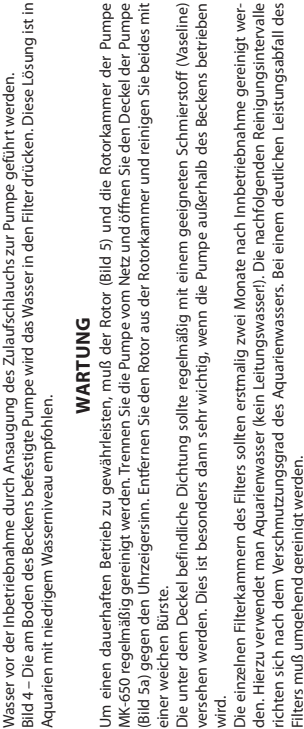 Wasser vor der Inbetriebnahme durch Ansaugung des Zulaufschlauchs zur Pumpe geführt werden.
Bild 4 – Die am Boden des Beckens befestigte Pumpe wird das Wasser in den Filter drücken. Diese Lösung ist in
Aquarien mit niedrigem Wasserniveau empfohlen.
WARTUNG
Um einen dauerhaften Betrieb zu gewährleisten, muß der Rotor (Bild 5) und die Rotorkammer der Pumpe
MK-650 regelmäßig gereinigt werden. Trennen Sie die Pumpe vom Netz und öffnen Sie den Deckel der Pumpe
(Bild 5a) gegen den Uhrzeigersinn. Entfernen Sie den Rotor aus der Rotorkammer und reinigen Sie beides mit
einer weichen Bürste.
Die unter dem Deckel befindliche Dichtung sollte regelmäßig mit einem geeigneten Schmierstoff (Vaseline)
versehen werden. Dies ist besonders dann sehr wichtig, wenn die Pumpe außerhalb des Beckens betrieben
wird.
Die einzelnen Filterkammern des Filters sollten erstmalig zwei Monate nach Innbetriebnahme gereinigt wer-
den. Hierzu verwendet man Aquarienwasser (kein Leitungswasser!). Die nachfolgenden Reinigungsintervalle
richten sich nach dem Verschmutzungsgrad des Aquarienwassers. Bei einem deutlichen Leistungsabfall des
Filters muß umgehend gereinigt werden.